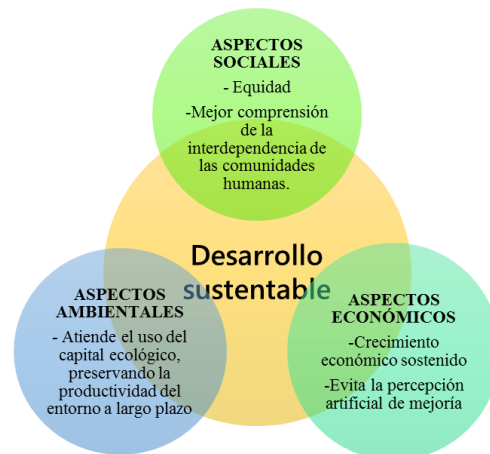 ASPECTOS
SOCIALES
- Equidad
-Mejor comprensión
de la
interdependencia de
las comunidades
humanas.
Desarrollo
sustentable
ASPECTOS
AMBIENTALES
- Atiende el uso del
capital ecológico,
preservando la
productividad del
entorno a largo plazo
ASPECTOS
ECONÓMICOS
-Crecimiento
económico sostenido
-Evita la percepción
artificial de mejoría